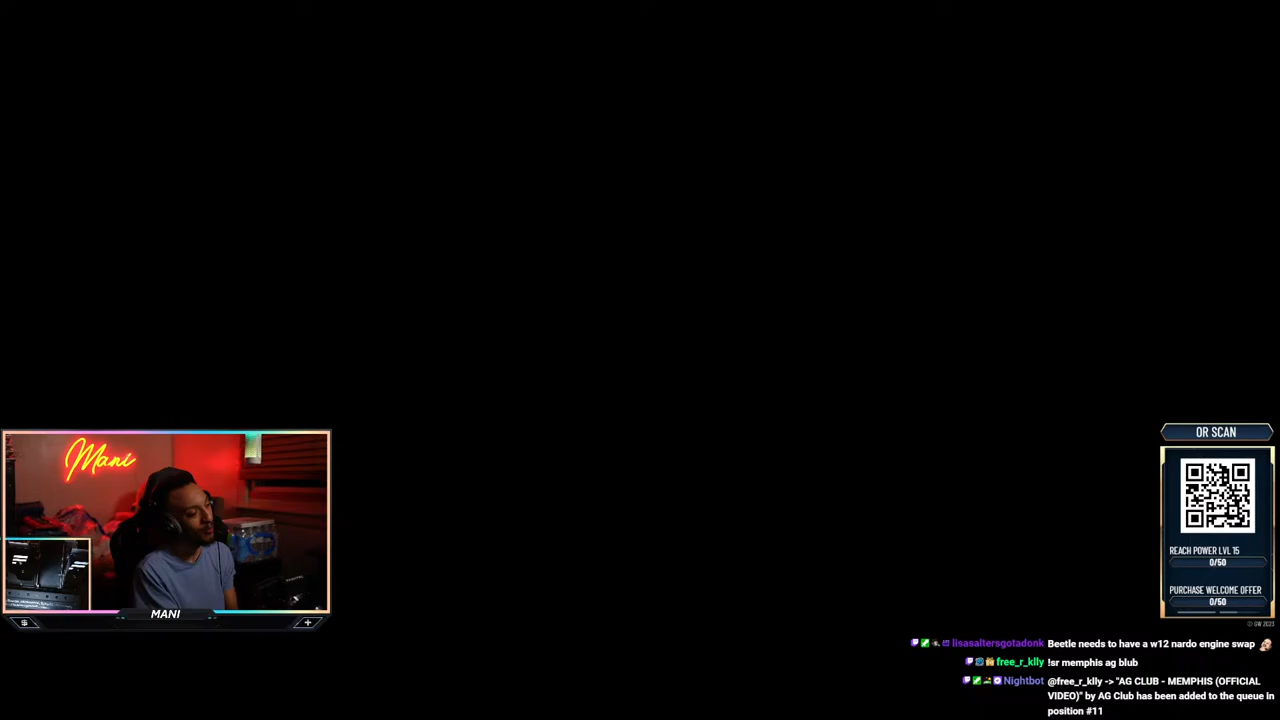 OR SCAN
Mani
REACH POWER LVL 15
0/50
PURCHASE WELCOME OFFER
0/50
MANI
© GW 2023
lisasaltersgotadonk Beetle needs to have a w12 nardo engine swap
free_r_klly !sr memphis ag blub
Nightbot @free_r_klly -> "AG CLUB - MEMPHIS (OFFICIAL
VIDEO)" by AG Club has been added to the queue in
position #11